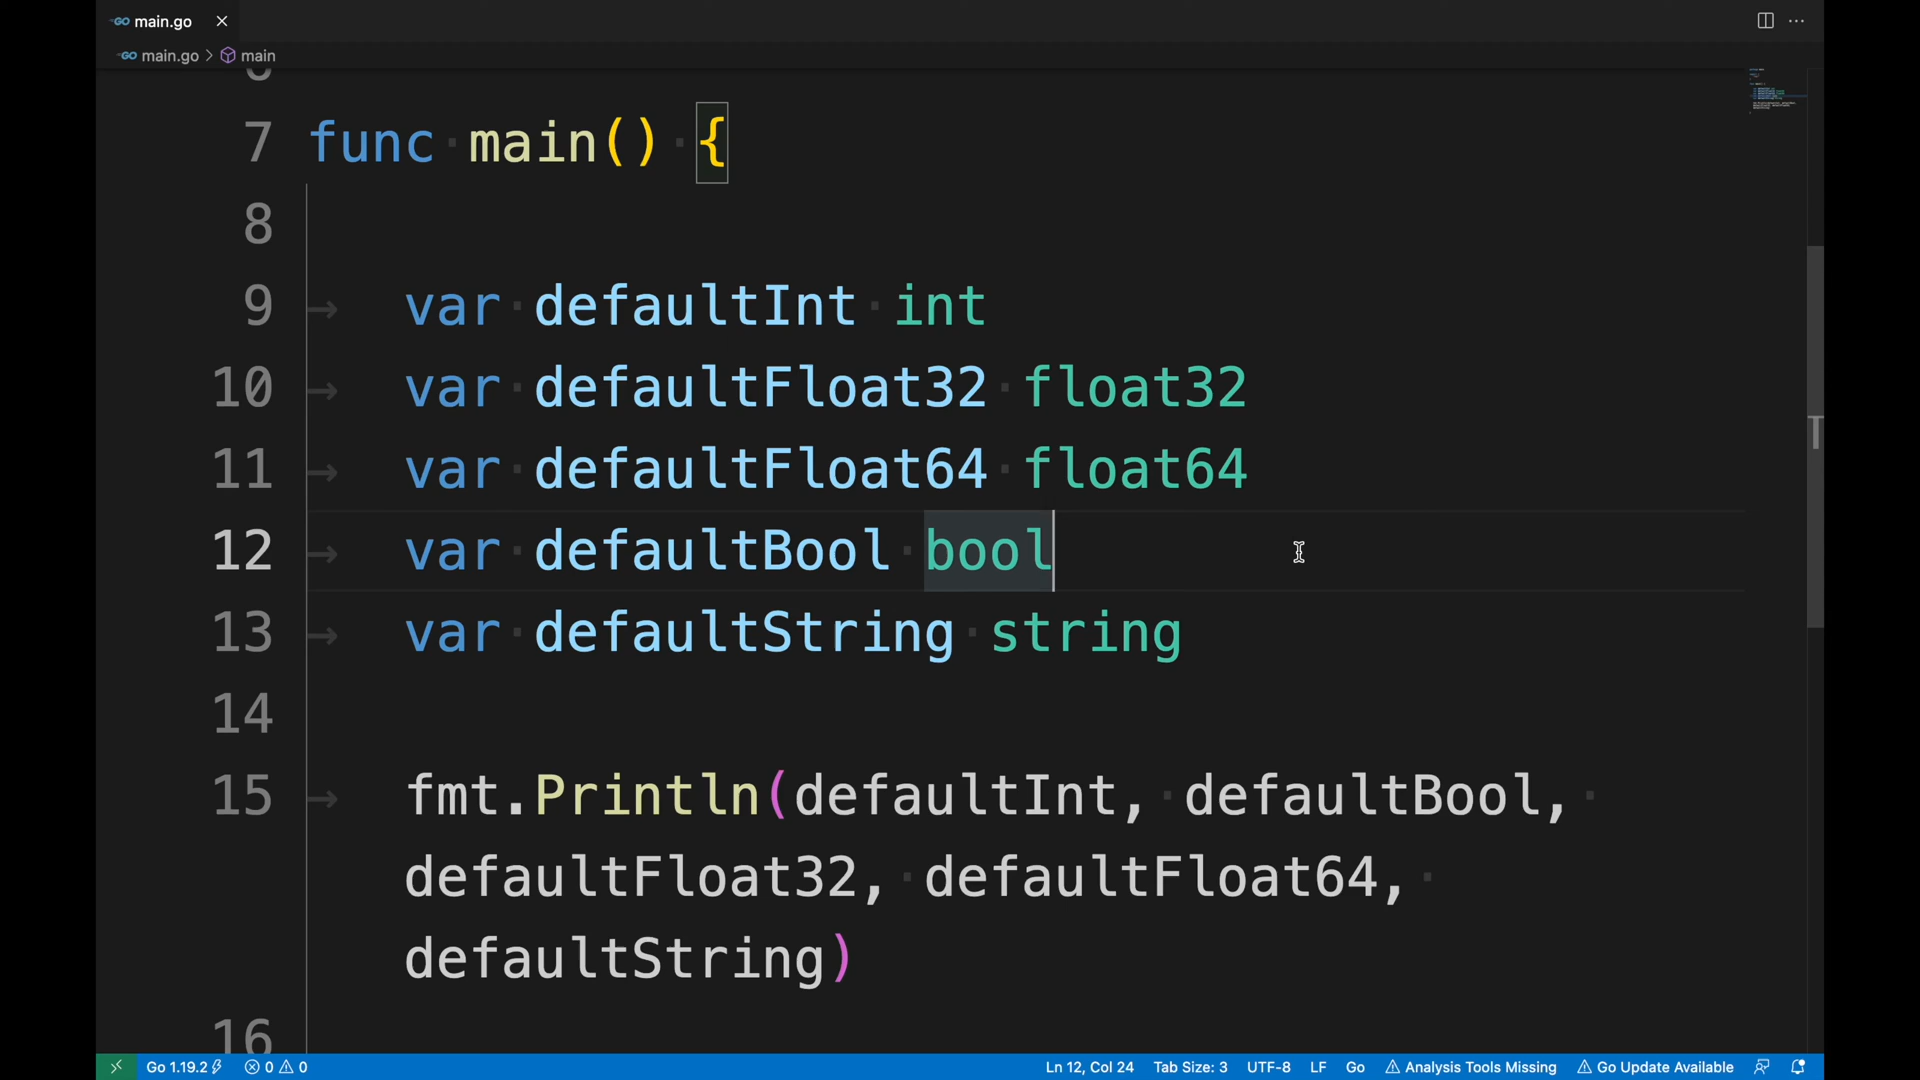 GO main.go ×
GO main.go > main
6
7 func main() {
8
9 var defaultInt int
10 var defaultFloat32 float32
11 var defaultFloat64 float64
12 var defaultBool bool
13 var defaultString string
14
15 fmt.Println(defaultInt, defaultBool,
defaultFloat32, defaultFloat64,
defaultString)
16
Go 1.19.2 0 0 Ln 12, Col 24 Tab Size: 3 UTF-8 LF Go Analysis Tools Missing Go Update Available